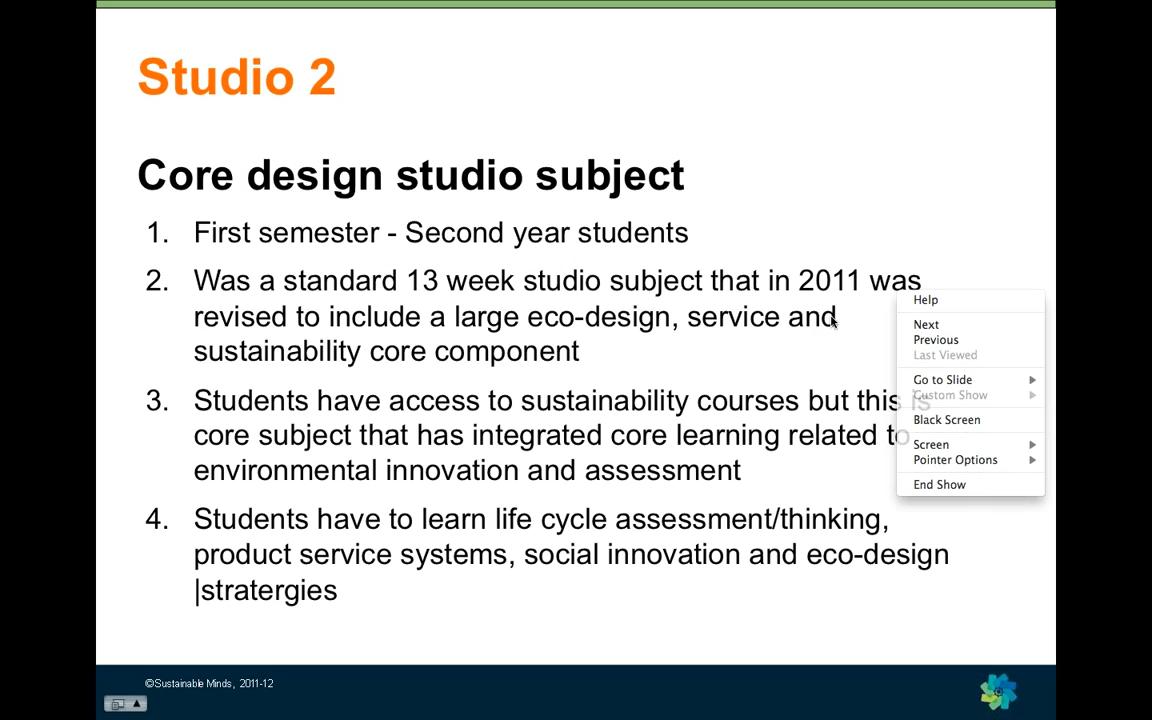 Studio 2
Core design studio subject
1. First semester - Second year students
2. Was a standard 13 week studio subject that in 2011 was
revised to include a large eco-design, service and
sustainability core component
3. Students have access to sustainability courses but this is
core subject that has integrated core learning related to
environmental innovation and assessment
4. Students have to learn life cycle assessment/thinking,
product service systems, social innovation and eco-design
|stratergies
Help
Next
Previous
Last Viewed
Go to Slide
Custom Show
Black Screen
Screen
Pointer Options
End Show
©Sustainable Minds, 2011-12